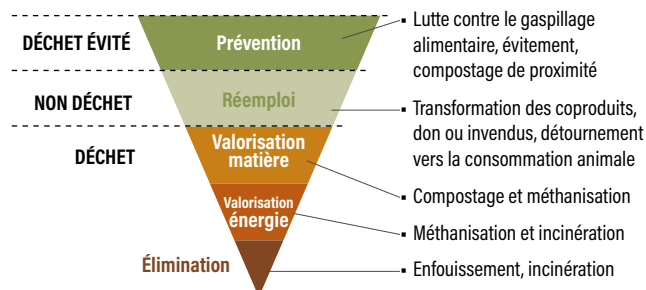 DÉCHET ÉVITÉ
Prévention
▪ Lutte contre le gaspillage
alimentaire, évitement,
compostage de proximité
NON DÉCHET
Réemploi
▪ Transformation des coproduits,
don ou invendus, détournement
vers la consommation animale
DÉCHET
Valorisation
matière
▪ Compostage et méthanisation
Valorisation
énergie
▪ Méthanisation et incinération
Élimination
▪ Enfouissement, incinération